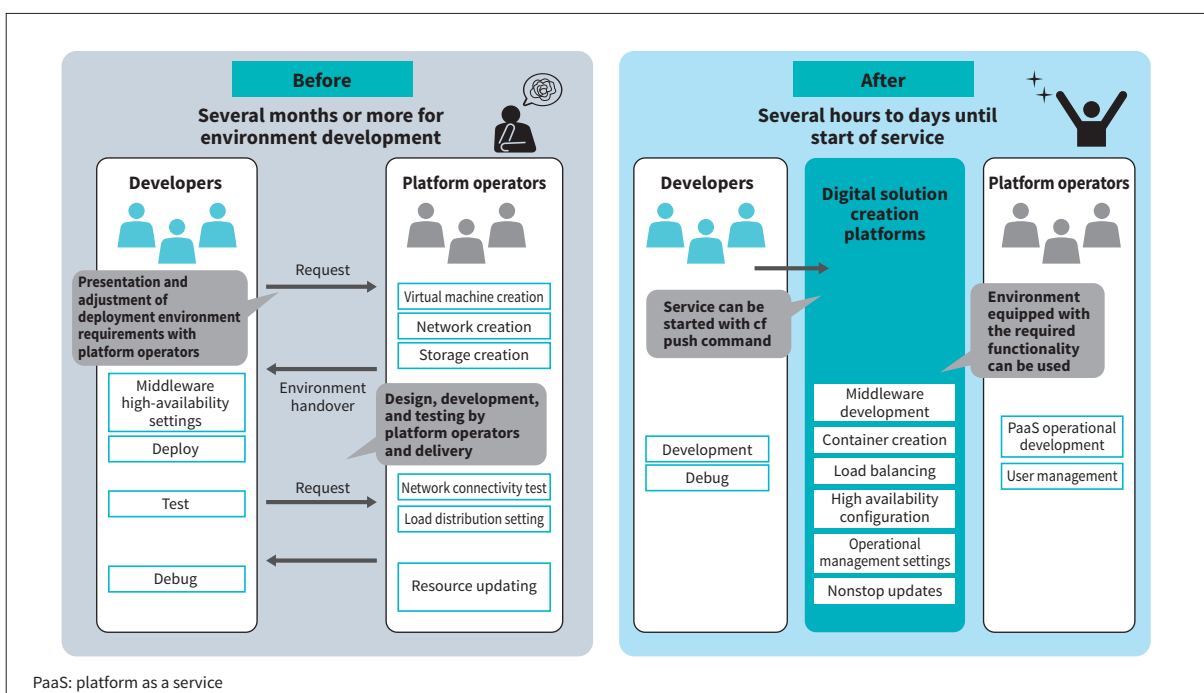 Before
Several months or more for
environment development
Developers
Platform operators
Request
Presentation and
adjustment of
deployment environment
requirements with
platform operators
Virtual machine creation
Network creation
Storage creation
Environment
handover
Middleware
high-availability
settings
Deploy
Design, development,
and testing by
platform operators
and delivery
Request
Test
Network connectivity test
Load distribution setting
Debug
Resource updating
After
Several hours to days until
start of service
Developers
Digital solution
creation
platforms
Platform operators
Service can be
started with cf
push command
Environment
equipped with
the required
functionality
can be used
Development
Debug
Middleware
development
Container creation
Load balancing
High availability
configuration
Operational
management settings
Nonstop updates
PaaS operational
development
User management
PaaS: platform as a service